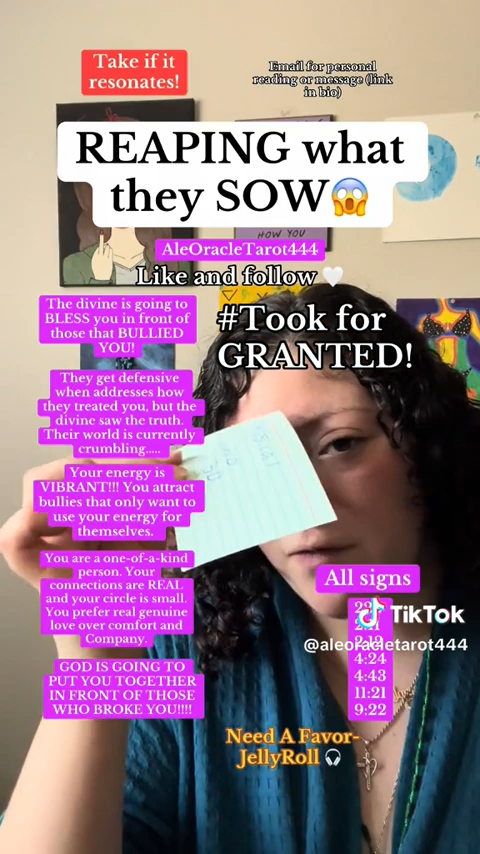 Take if it
resonates!
Email for personal
reading or message (link
in bio)
REAPING what
they SOW😱
HOW YOU
AleOracleTarot444
Like and follow 🤍
The divine is going to
BLESS you in front of
those that BULLIED
YOU!
#Took for
GRANTED!
They get defensive
when addresses how
they treated you, but the
divine saw the truth.
Their world is currently
crumbling.....
Your energy is
VIBRANT!!! You attract
bullies that only want to
use your energy for
themselves.
You are a one-of-a-kind
person. Your
connections are REAL
and your circle is small.
You prefer real genuine
love over comfort and
Company.
GOD IS GOING TO
PUT YOU TOGETHER
IN FRONT OF THOSE
WHO BROKE YOU!!!!
All signs
TikTok
@aleoracletarot444
4:24
4:43
11:21
9:22
Need A Favor-
JellyRoll 🎧